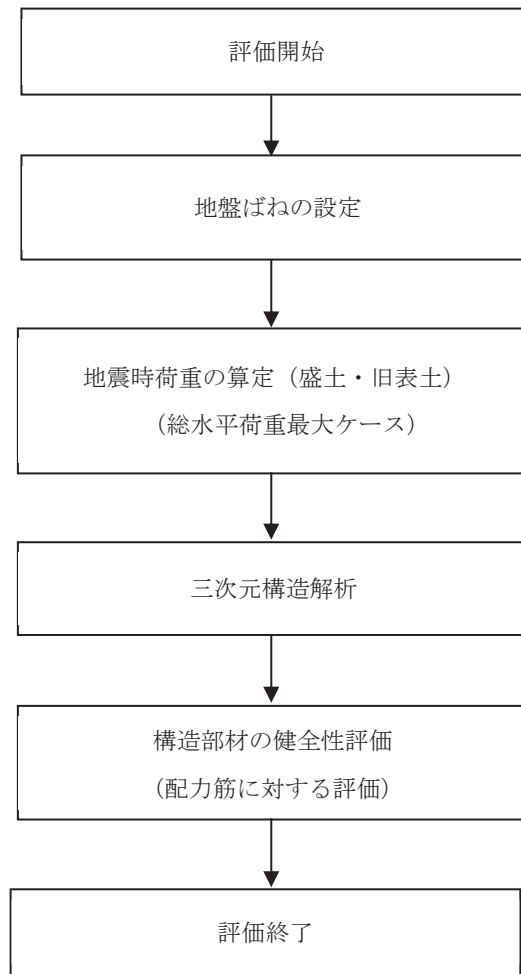 評価開始
地盤ばねの設定
地震時荷重の算定（盛土・旧表土）
（総水平荷重最大ケース）
三次元構造解析
構造部材の健全性評価
（配力筋に対する評価）
評価終了